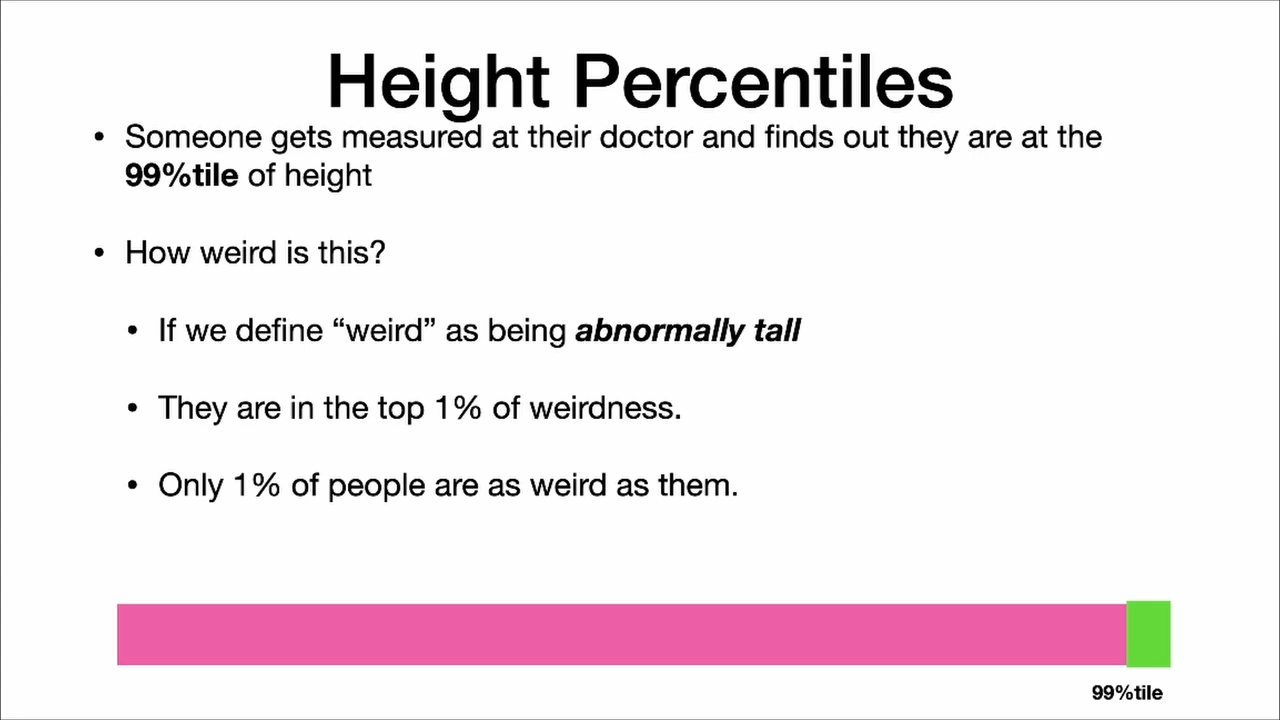 Height Percentiles
• Someone gets measured at their doctor and finds out they are at the
99%tile of height
• How weird is this?
• If we define “weird” as being abnormally tall
• They are in the top 1% of weirdness.
• Only 1% of people are as weird as them.
99%tile